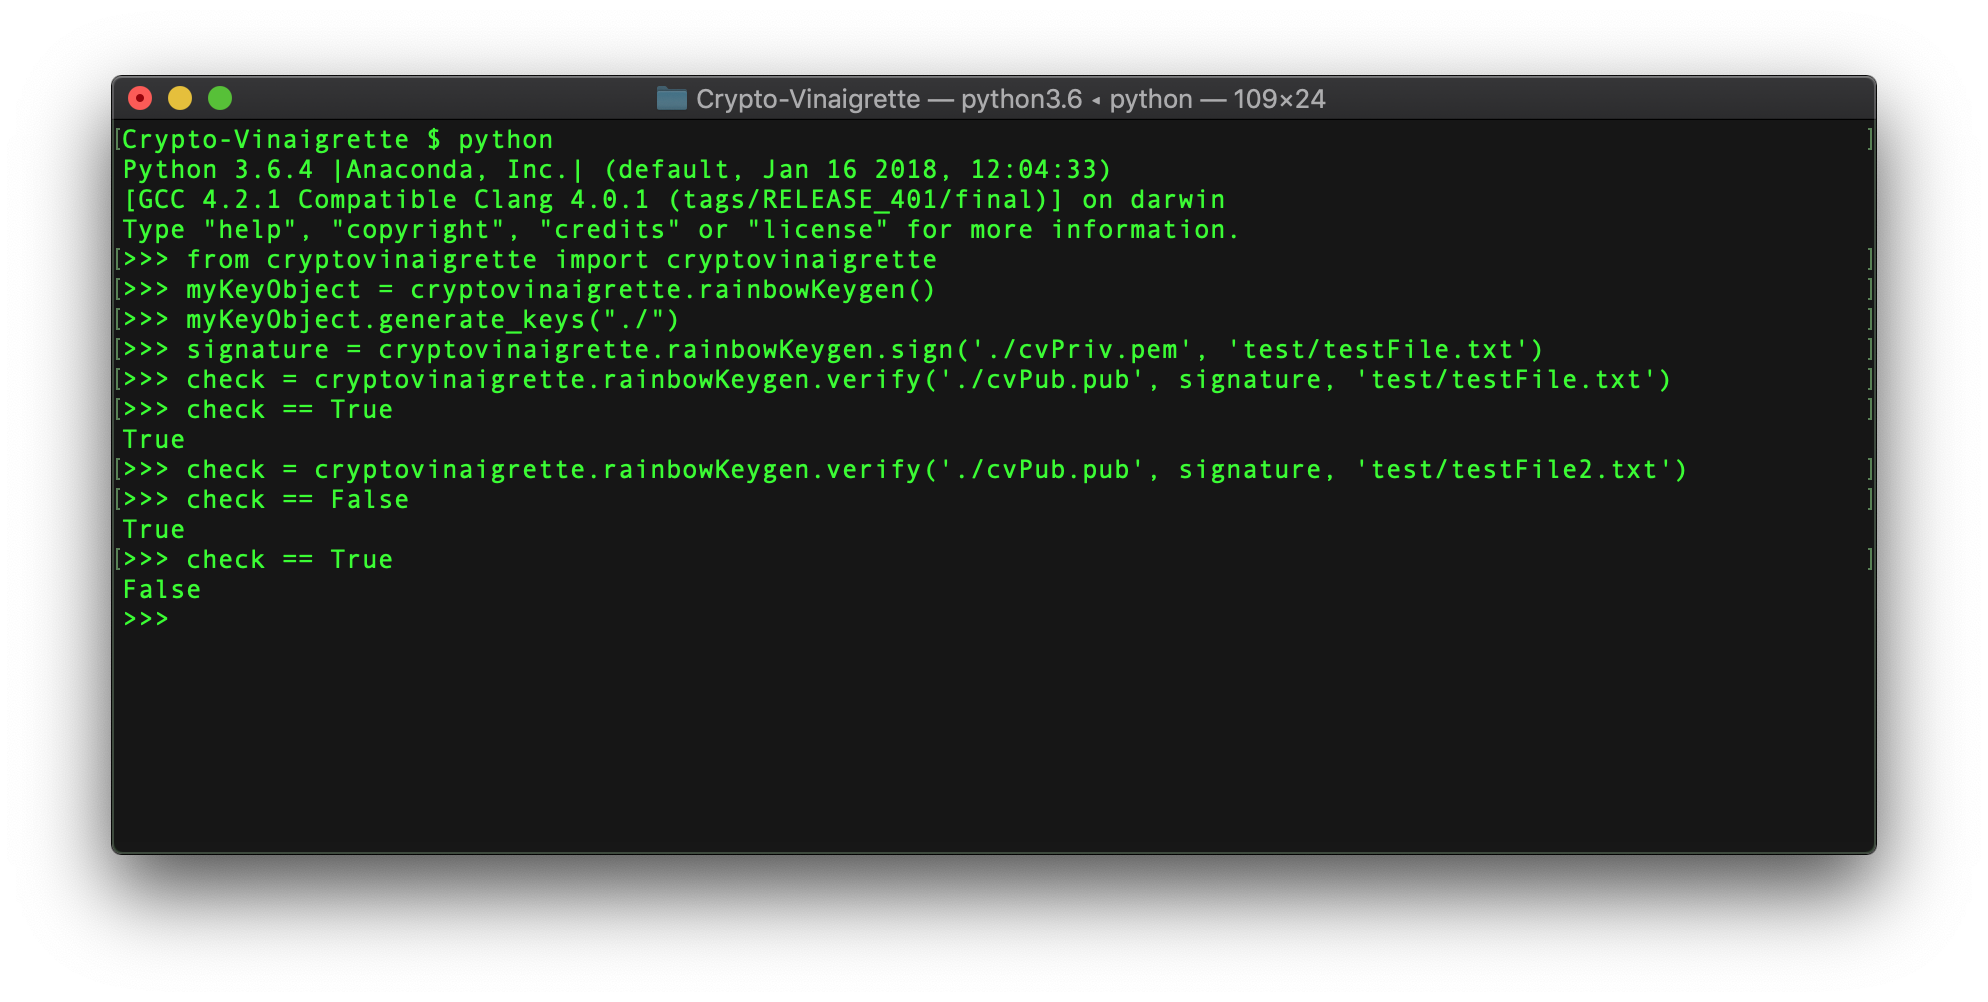 Crypto-Vinaigrette — python3.6 ◂ python — 109×24
[Crypto-Vinaigrette $ python ]
Python 3.6.4 |Anaconda, Inc.| (default, Jan 16 2018, 12:04:33)
[GCC 4.2.1 Compatible Clang 4.0.1 (tags/RELEASE_401/final)] on darwin
Type "help", "copyright", "credits" or "license" for more information.
[>>> from cryptovinaigrette import cryptovinaigrette ]
[>>> myKeyObject = cryptovinaigrette.rainbowKeygen() ]
[>>> myKeyObject.generate_keys("./") ]
[>>> signature = cryptovinaigrette.rainbowKeygen.sign('./cvPriv.pem', 'test/testFile.txt') ]
[>>> check = cryptovinaigrette.rainbowKeygen.verify('./cvPub.pub', signature, 'test/testFile.txt') ]
[>>> check == True ]
True
[>>> check = cryptovinaigrette.rainbowKeygen.verify('./cvPub.pub', signature, 'test/testFile2.txt') ]
[>>> check == False ]
True
[>>> check == True ]
False
>>>